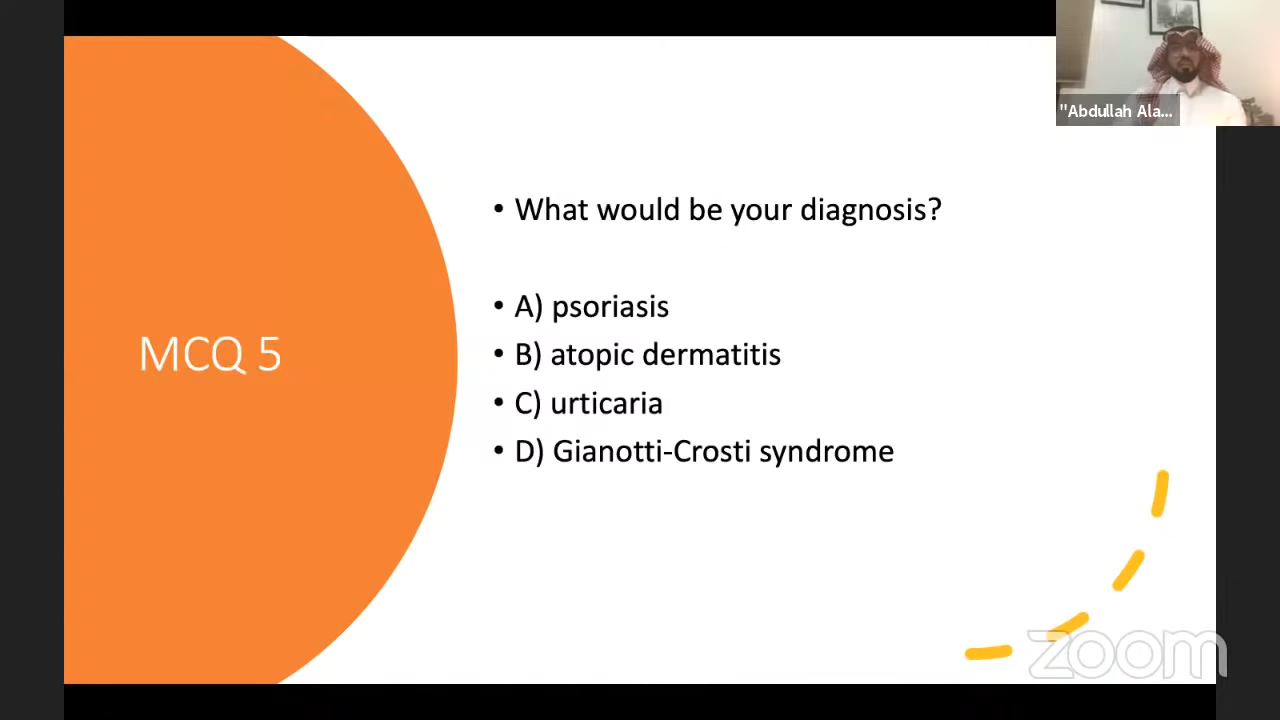 "Abdullah Ala...
• What would be your diagnosis?
MCQ 5
• A) psoriasis
• B) atopic dermatitis
• C) urticaria
• D) Gianotti-Crosti syndrome
zoom